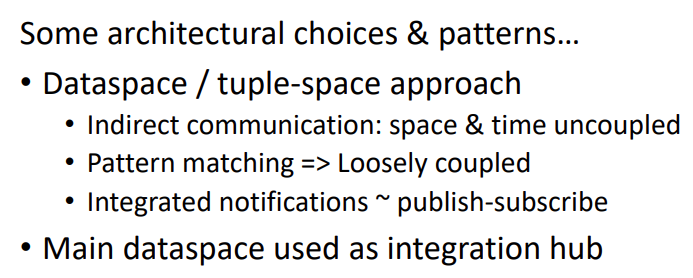 Some architectural choices & patterns…
• Dataspace / tuple-space approach
• Indirect communication: space & time uncoupled
• Pattern matching => Loosely coupled
• Integrated notifications ~ publish-subscribe
• Main dataspace used as integration hub